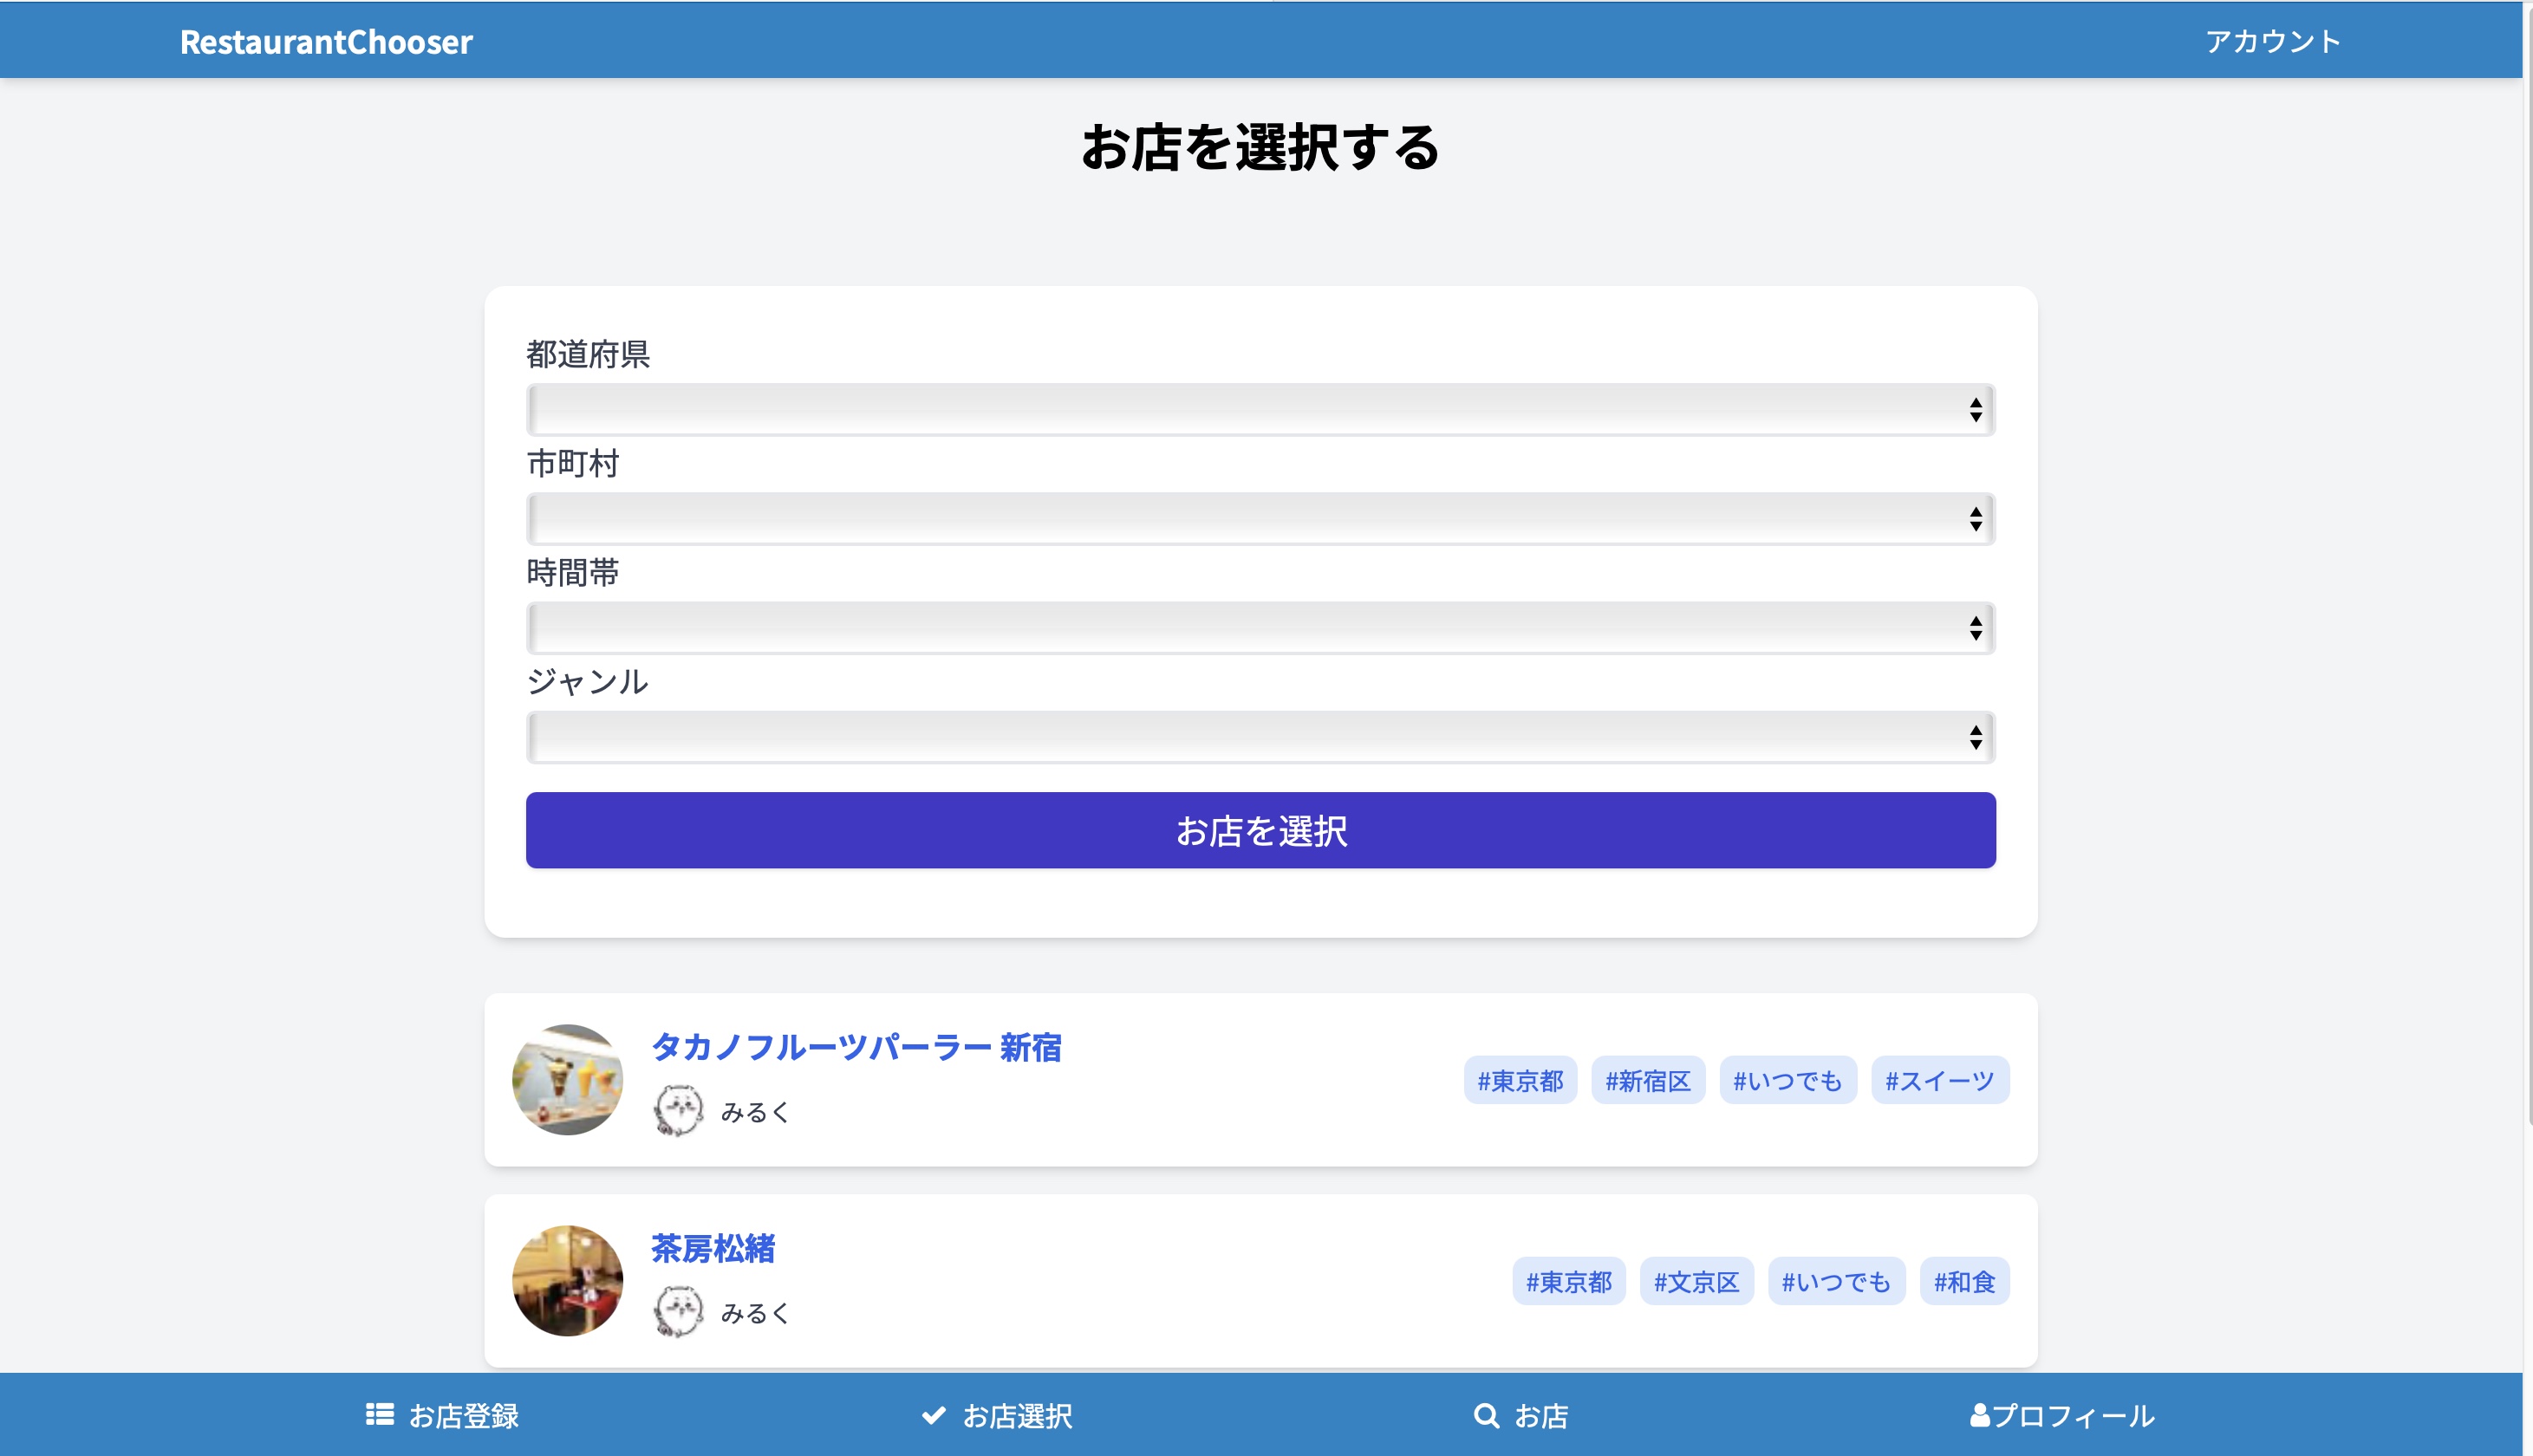 RestaurantChooser
アカウント
お店を選択する
都道府県
市町村
時間帯
ジャンル
お店を選択
タカノフルーツパーラー 新宿
みるく
#東京都 #新宿区 #いつでも #スイーツ
茶房松緒
みるく
#東京都 #文京区 #いつでも #和食
お店登録 お店選択 お店 プロフィール